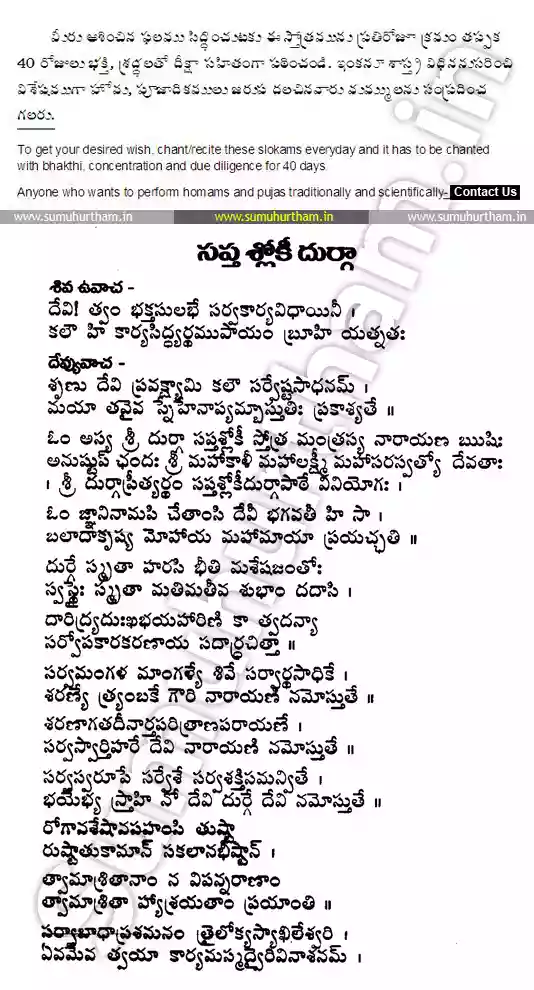 మీరు ఆశించిన ఫలము సిద్ధించుటకు ఈ స్తోత్రమును ప్రతిరోజూ క్రమం తప్పక
40 రోజులు భక్తి, శ్రద్ధలతో దీక్షా సహితంగా పఠించండి. ఇంకనూ శాస్త్ర విధిననుసరించి
విశేషముగా హోమ, పూజాదికములు జరుప దలచినవారు మమ్ములను సంప్రదించ
గలరు.
To get your desired wish, chant/recite these slokams everyday and it has to be chanted
with bhakthi, concentration and due diligence for 40 days
Anyone who wants to perform homams and pujas traditionally and scientifically- Contact Us
www.sumuhurtham.in www.sumuhurtham.in www.sumuhurtham.in
సప్త శ్లోకీ దుర్గా
శివ ఉవాచ -
దేవి! త్వం భక్తసులభే సర్వకార్యవిధాయినీ ।
కలౌ హి కార్యసిద్ధ్యర్థముపాయం బ్రూహి యత్నతః
దేవ్యువాచ -
శృణు దేవి ప్రవక్ష్యామి కలౌ సర్వేష్టసాధనమ్ ।
మయా తవైవ స్నేహేనాప్యమ్బాస్తుతిః ప్రకాశ్యతే ॥
ఓం అస్య శ్రీ దుర్గా సప్తశ్లోకీ స్తోత్ర మంత్రస్య నారాయణ ఋషిః
అనుష్టుప్ ఛందః శ్రీ మహాకాళీ మహాలక్ష్మీ మహాసరస్వత్యో దేవతాః
। శ్రీ దుర్గాప్రీత్యర్థం సప్తశ్లోకీదుర్గాపాఠే వినియోగః ।
ఓం జ్ఞానినామపి చేతాంసి దేవీ భగవతీ హి సా ।
బలాదాకృష్య మోహాయ మహామాయా ప్రయచ్ఛతి ॥
దుర్గే స్మృతా హరసి భీతి మశేషజంతోః
స్వస్థైః స్మృతా మతిమతీవ శుభాం దదాసి ।
దారిద్ర్యదుఃఖభయహారిణి కా త్వదన్యా
సర్వోపకారకరణాయ సదార్ద్రచిత్తా ॥
సర్వమంగళ మాంగళ్యే శివే సర్వార్థసాధికే ।
శరణ్యే త్ర్యంబకే గౌరి నారాయణి నమోస్తుతే ॥
శరణాగతదీనార్తపరిత్రాణపరాయణే ।
సర్వస్యార్తిహరే దేవి నారాయణి నమోస్తుతే ॥
సర్వస్వరూపే సర్వేశే సర్వశక్తిసమన్వితే ।
భయేభ్య స్త్రాహి నో దేవి దుర్గే దేవి నమోస్తుతే ॥
రోగానశేషానపహంసి తుష్టా
రుష్టాతుకామాన్ సకలానభీష్టాన్ ।
త్వామాశ్రితానాం న విపన్నరాణాం
త్వామాశ్రితా హ్యాశ్రయతాం ప్రయాంతి ॥
సర్వాబాధాప్రశమనం త్రైలోక్యస్యాఖిలేశ్వరి ।
ఏవమేవ త్వయా కార్యమస్మద్వైరివినాశనమ్ ।
Sumuhurtham.in